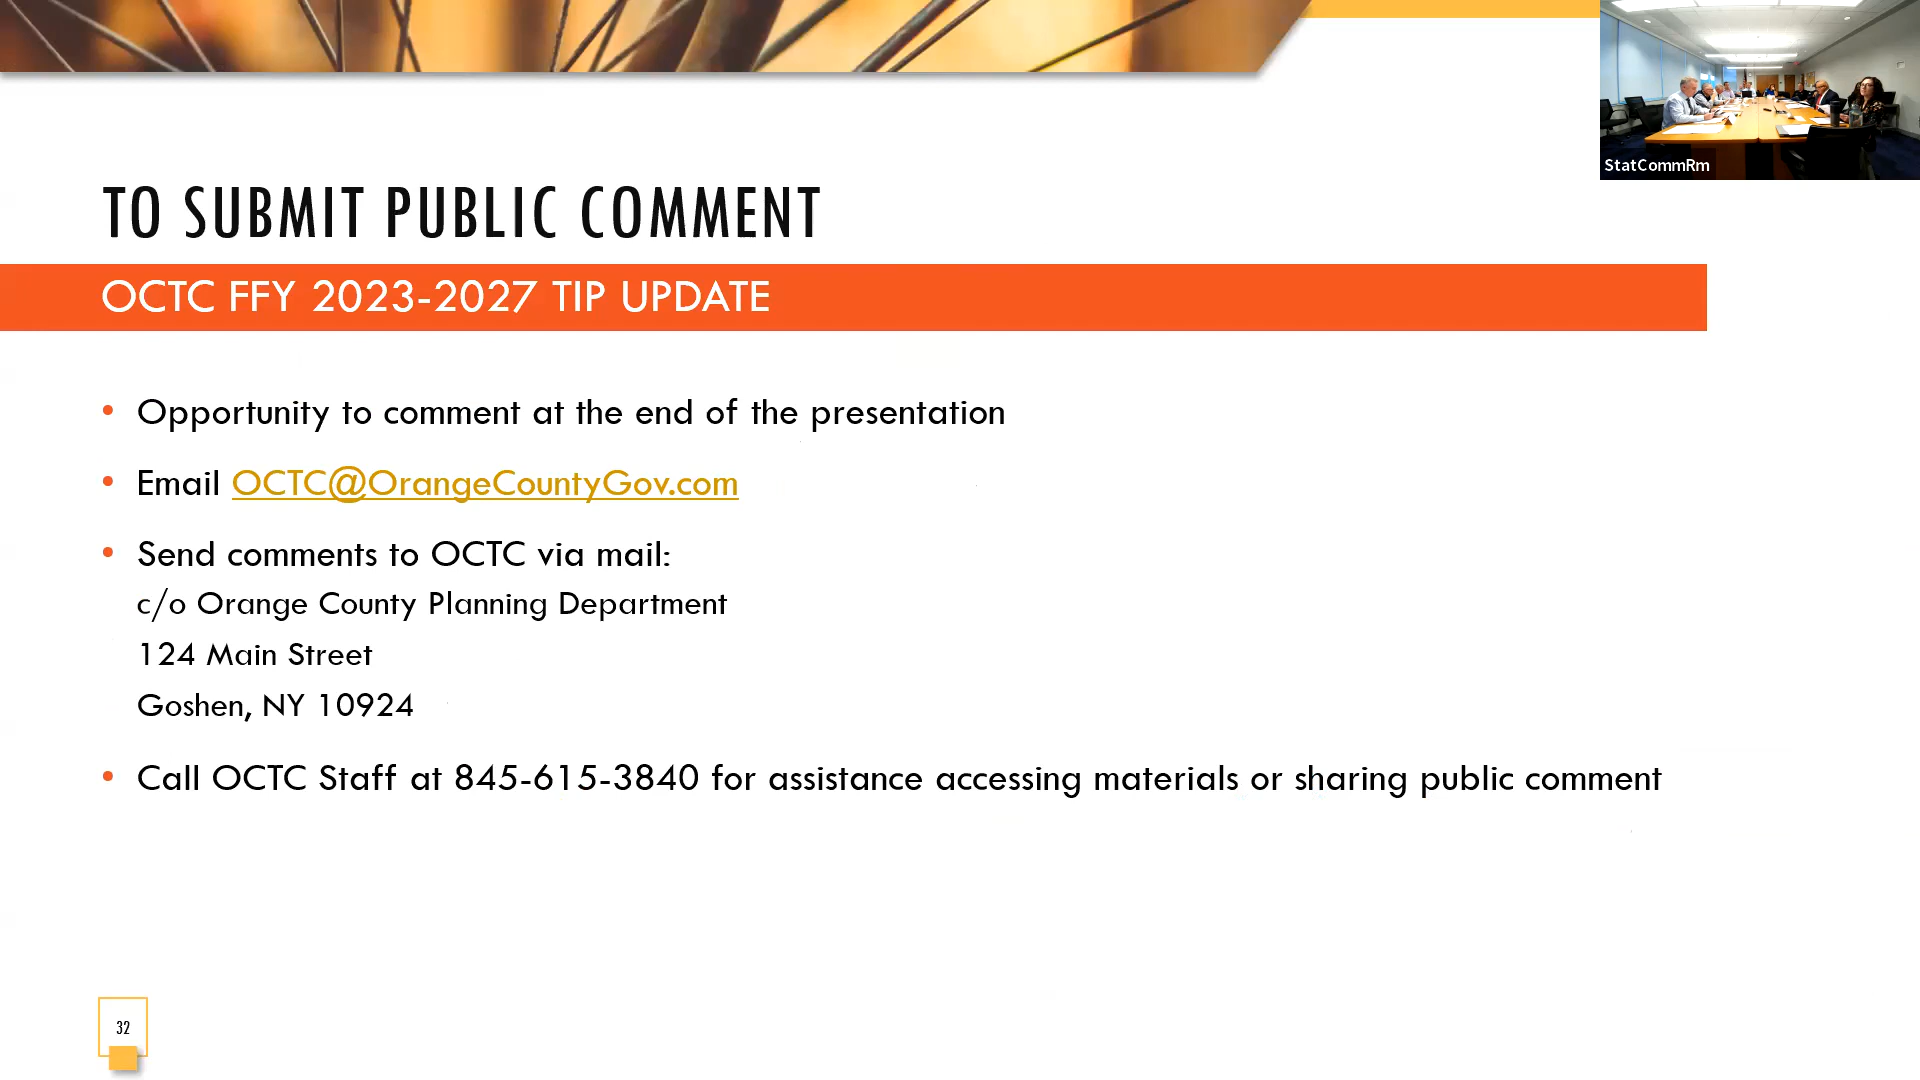 StatCommRm
TO SUBMIT PUBLIC COMMENT
OCTC FFY 2023-2027 TIP UPDATE
• Opportunity to comment at the end of the presentation
• Email OCTC@OrangeCountyGov.com
• Send comments to OCTC via mail:
c/o Orange County Planning Department
124 Main Street
Goshen, NY 10924
• Call OCTC Staff at 845-615-3840 for assistance accessing materials or sharing public comment
32